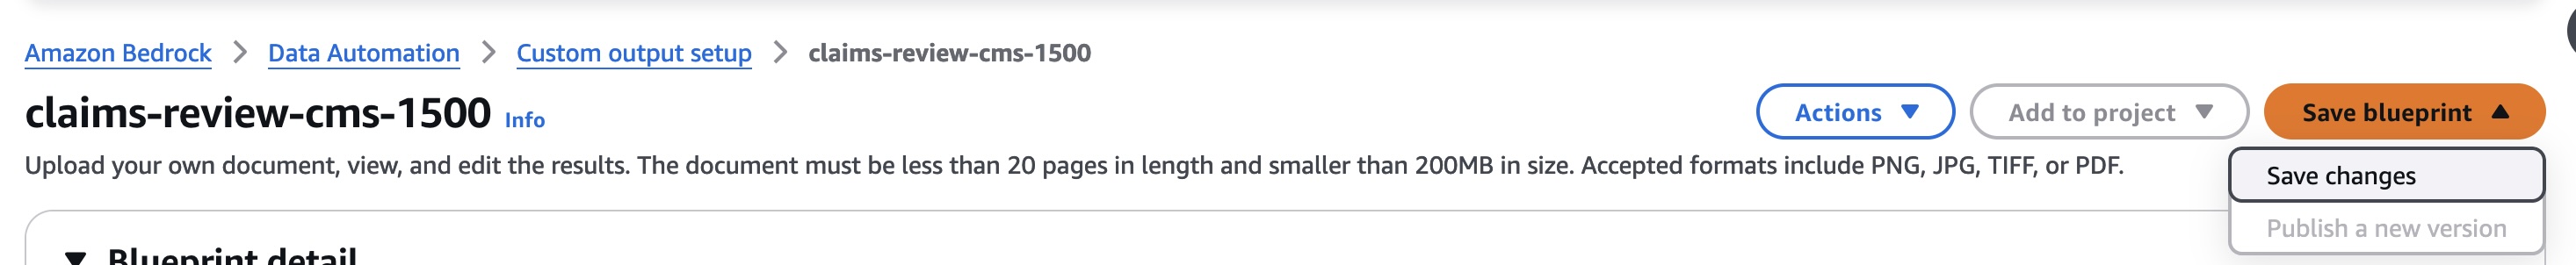 Amazon Bedrock > Data Automation > Custom output setup > claims-review-cms-1500
claims-review-cms-1500 Info
Actions
Add to project
Save blueprint
Upload your own document, view, and edit the results. The document must be less than 20 pages in length and smaller than 200MB in size. Accepted formats include PNG, JPG, TIFF, or PDF.
Save changes
Publish a new version
Blueprint detail